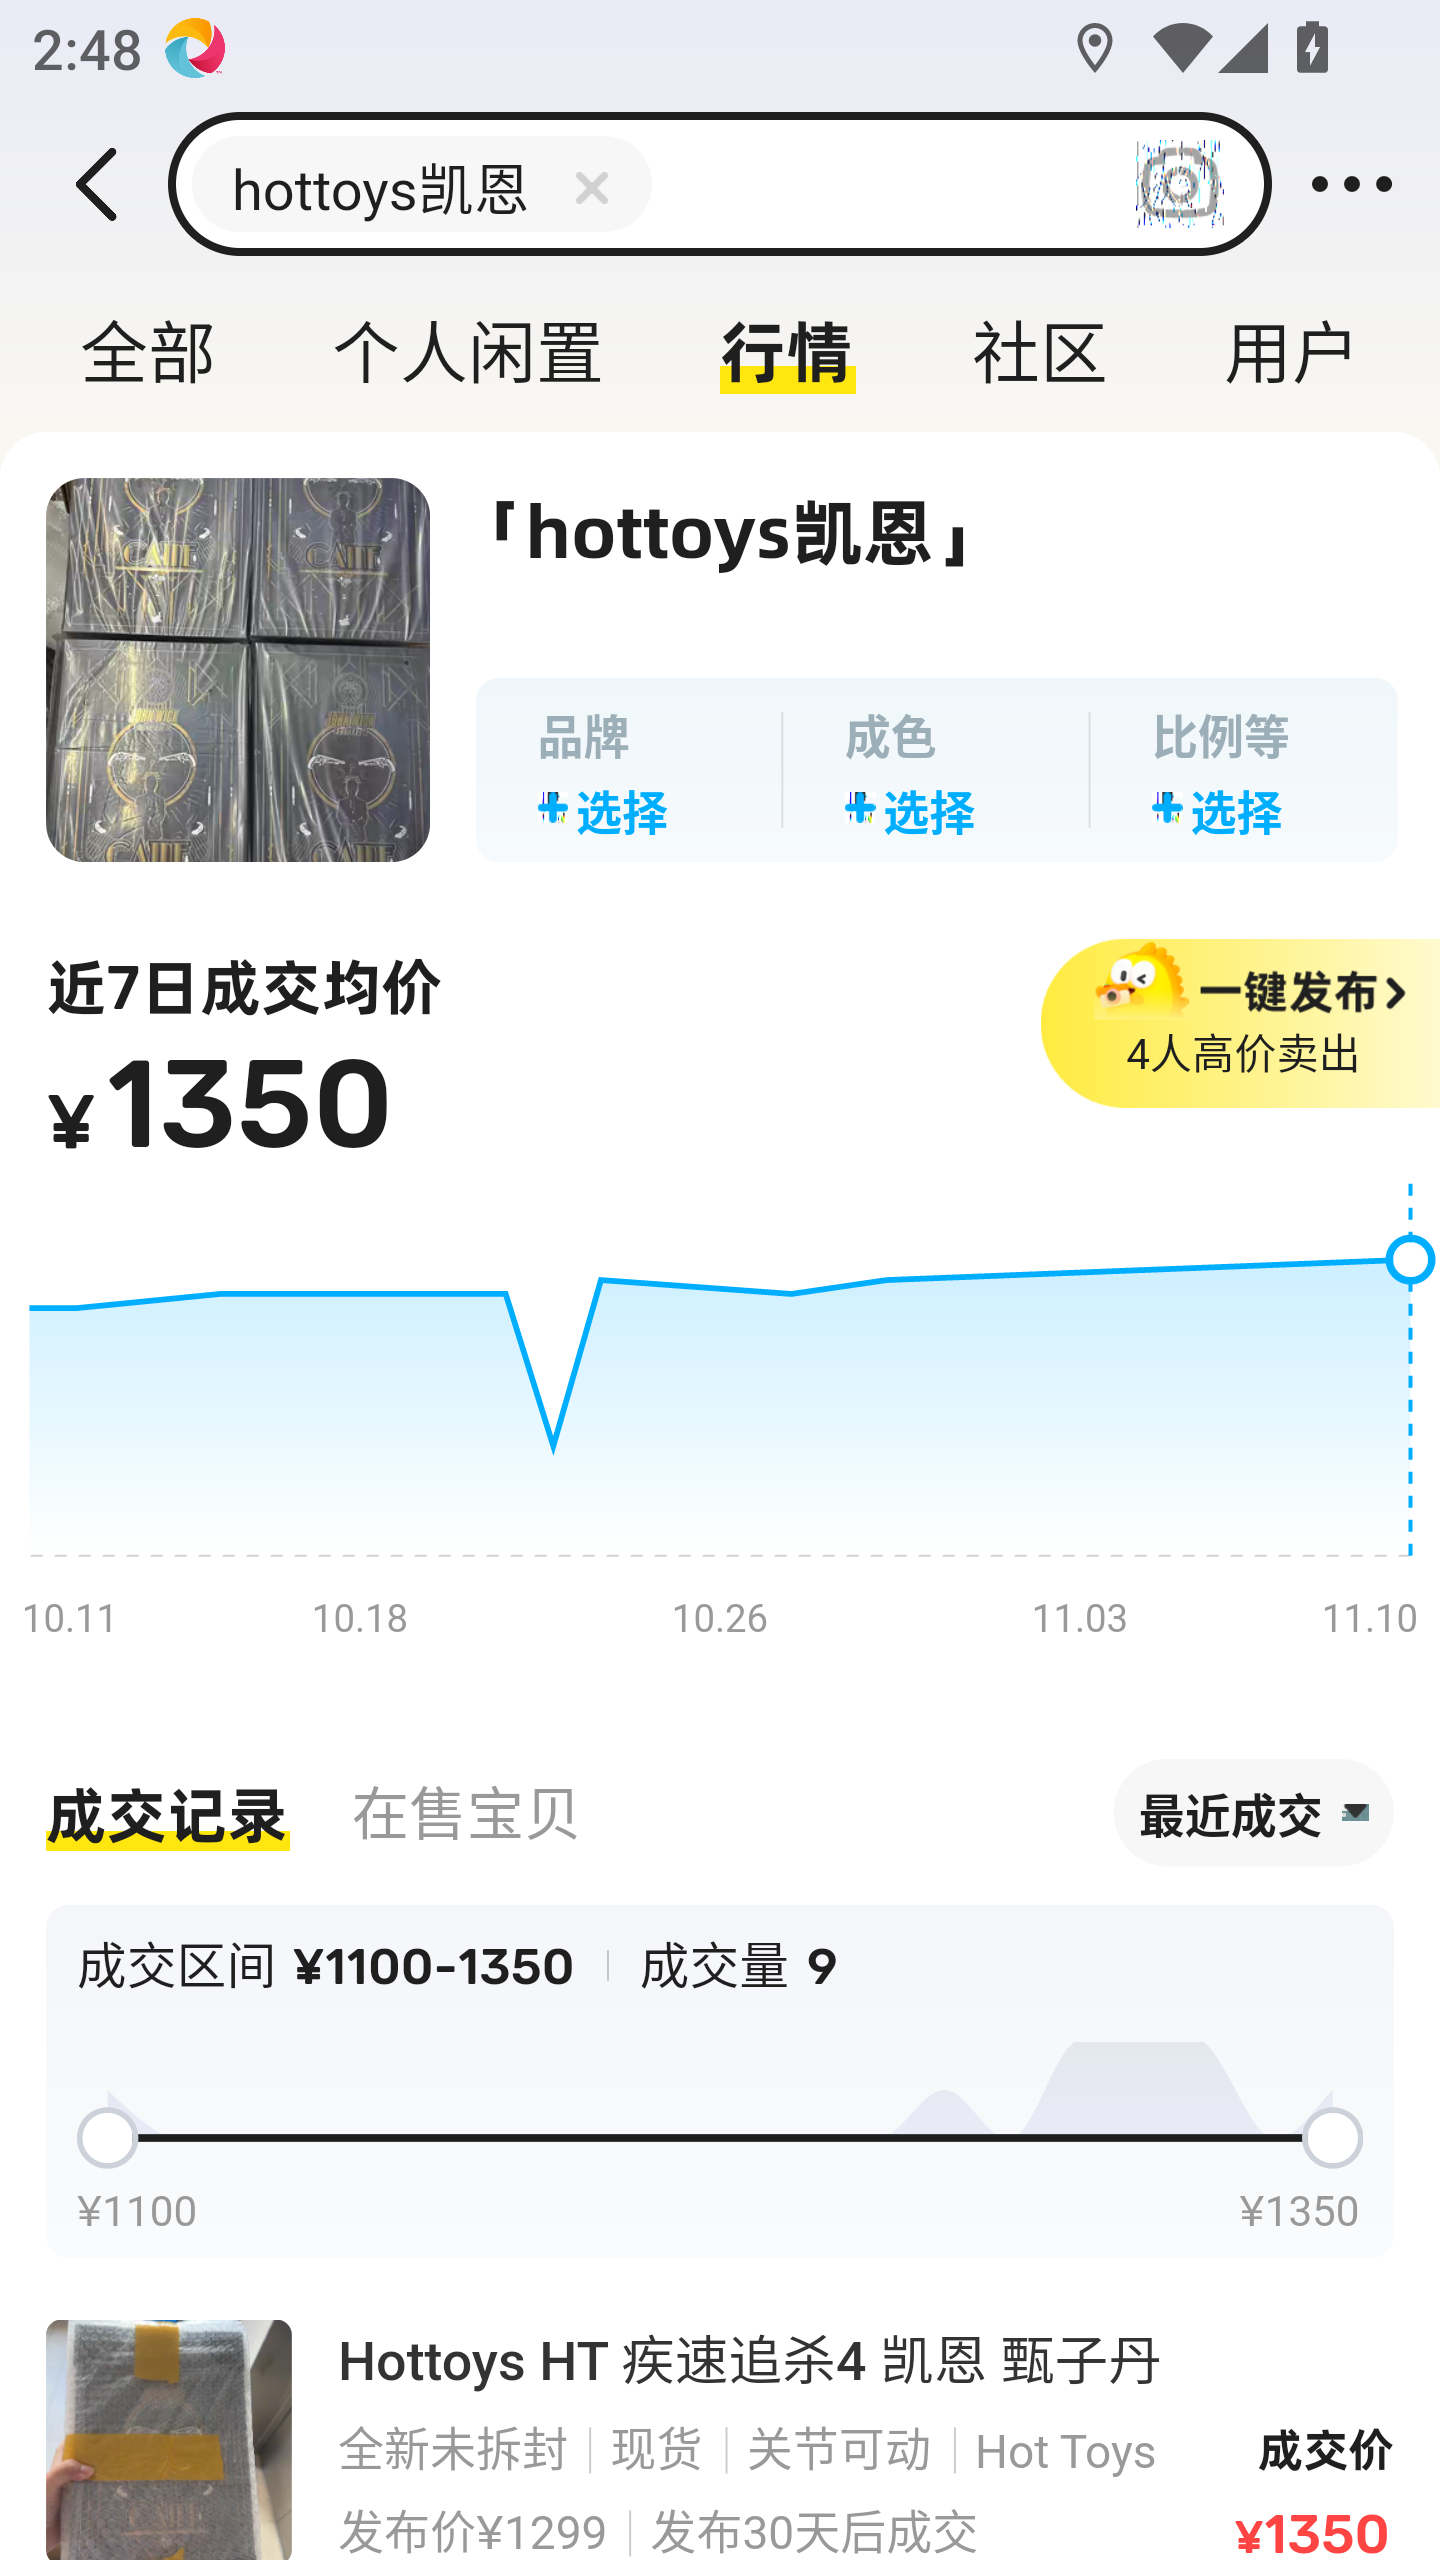 2:48
hottoys凯恩
全部 个人闲置 行情 社区 用户
「hottoys凯恩」
品牌 成色 比例等
选择 选择 选择
近7日成交均价
¥1350
一键发布
4人高价卖出
10.11 10.18 10.26 11.03 11.10
成交记录 在售宝贝 最近成交
成交区间 ¥1100-1350 成交量 9
¥1100 ¥1350
Hottoys HT 疾速追杀4 凯恩 甄子丹
全新未拆封 现货 关节可动 Hot Toys 成交价
发布价¥1299 发布30天后成交 ¥1350